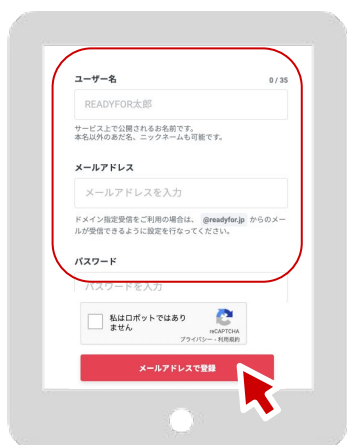 ユーザー名
0 / 35
READYFOR太郎
サービス上で公開されるお名前です。
本名以外のあだ名、ニックネームも可能です。
メールアドレス
メールアドレスを入力
ドメイン指定受信をご利用の場合は、 @readyfor.jp からのメー
ルが受信できるように設定を行なってください。
パスワード
パスワードを入力
私はロボットではあり
ません
reCAPTCHA
プライバシー - 利用規約
メールアドレスで登録